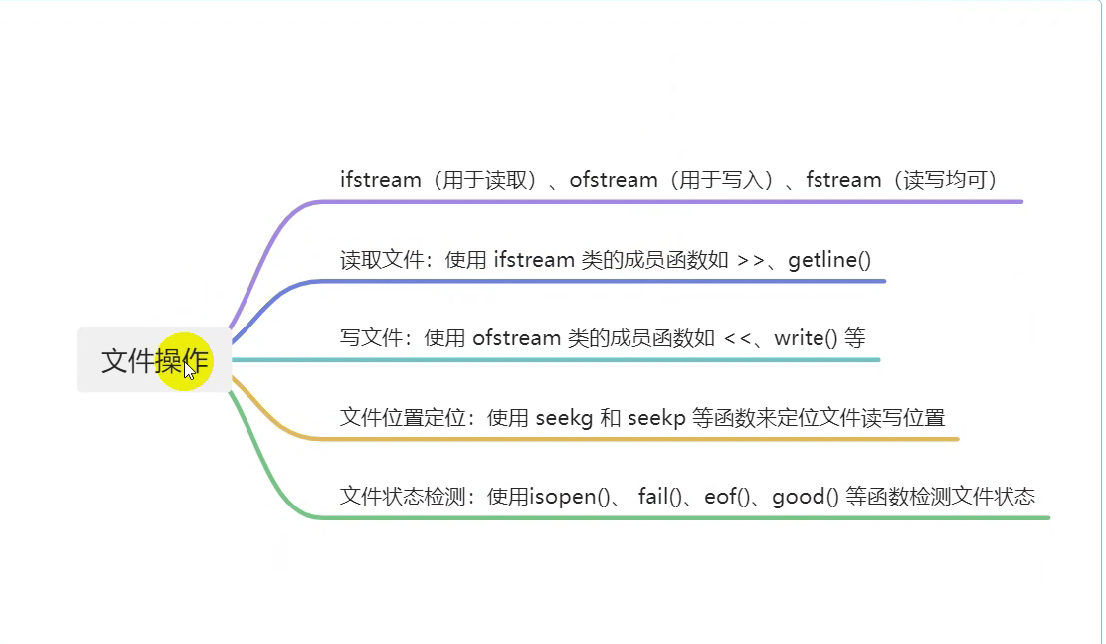 ifstream（用于读取）、ofstream（用于写入）、fstream（读写均可）
读取文件：使用 ifstream 类的成员函数如 >>、getline()
写文件：使用 ofstream 类的成员函数如 <<、write() 等
文件操作
文件位置定位：使用 seekg 和 seekp 等函数来定位文件读写位置
文件状态检测：使用isopen()、 fail()、eof()、good() 等函数检测文件状态